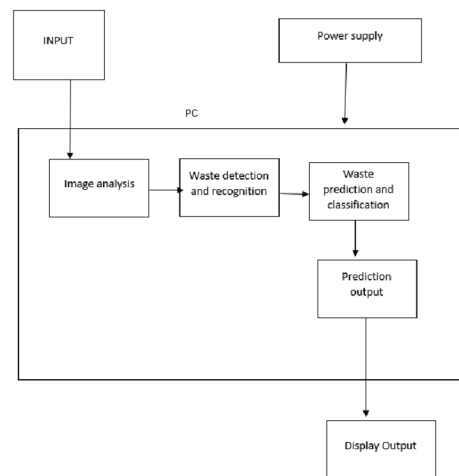 INPUT
Power supply
PC
Image analysis
Waste detection
and recognition
Waste
prediction and
classification
Prediction
output
Display Output